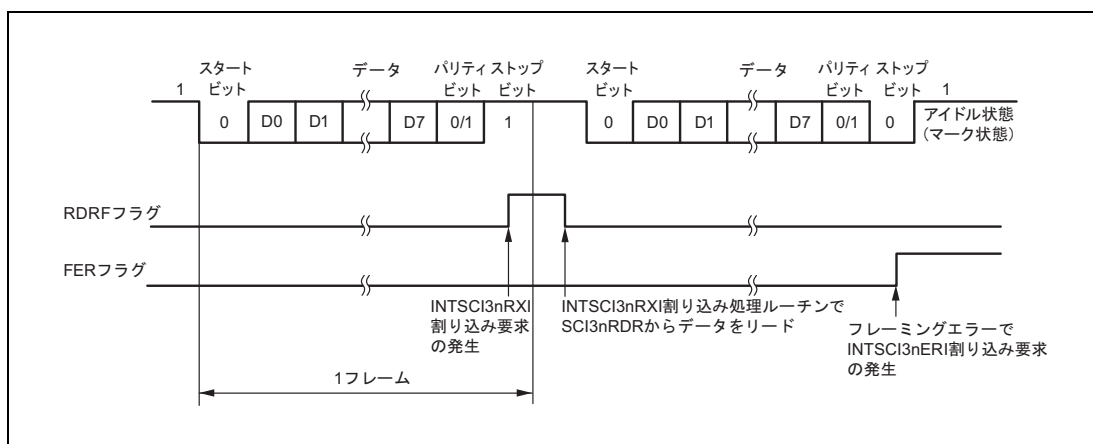 スタート
ビット
データ
パリティ
ビット
ストップ
ビット
スタート
ビット
データ
パリティ
ビット
ストップ
ビット
1
1
0
D0
D1
D7
0/1
1
0
D0
D1
D7
0/1
0
アイドル状態
(マーク状態)
RDRFフラグ
FERフラグ
INTSCI3nRXI
割り込み要求
の発生
INTSCI3nRXI割り込み処理ルーチンで
SCI3nRDRからデータをリード
フレーミングエラーで
INTSCI3nERI割り込み要求
の発生
1フレーム